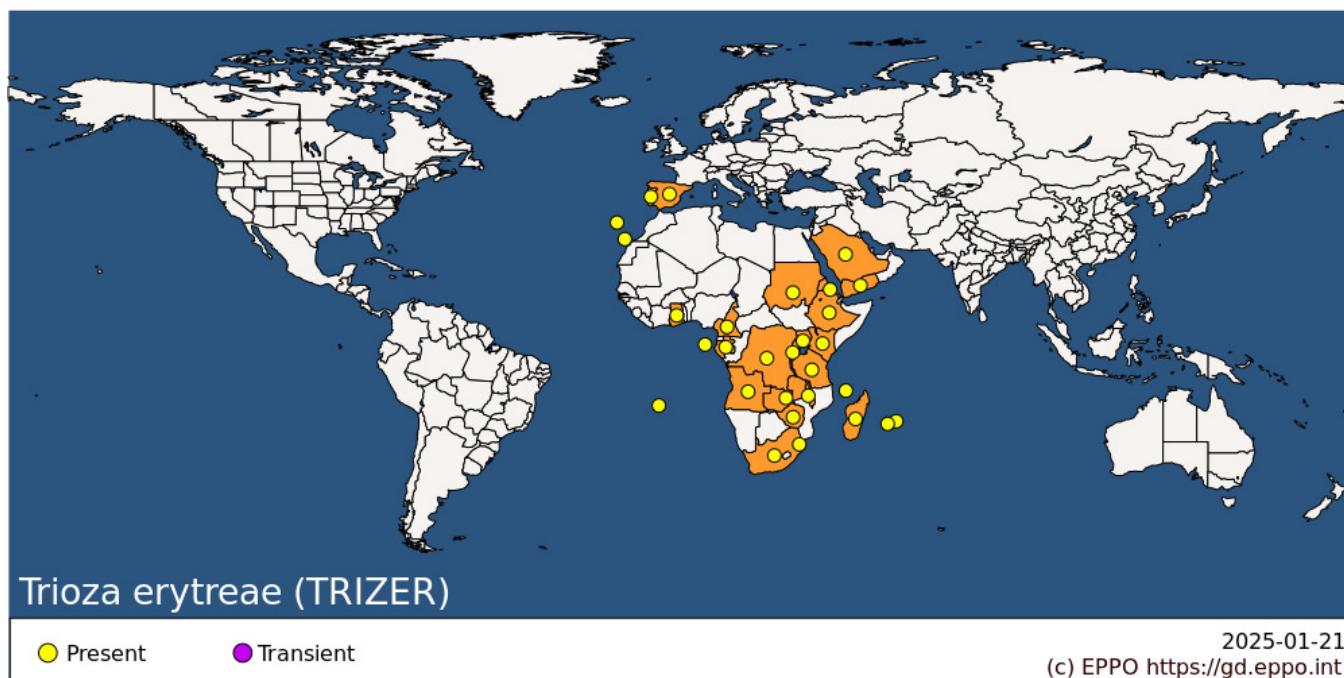 Trioza erytreae (TRIZER)
Present
Transient
2025-01-21
(c) EPPO https://gd.eppo.int